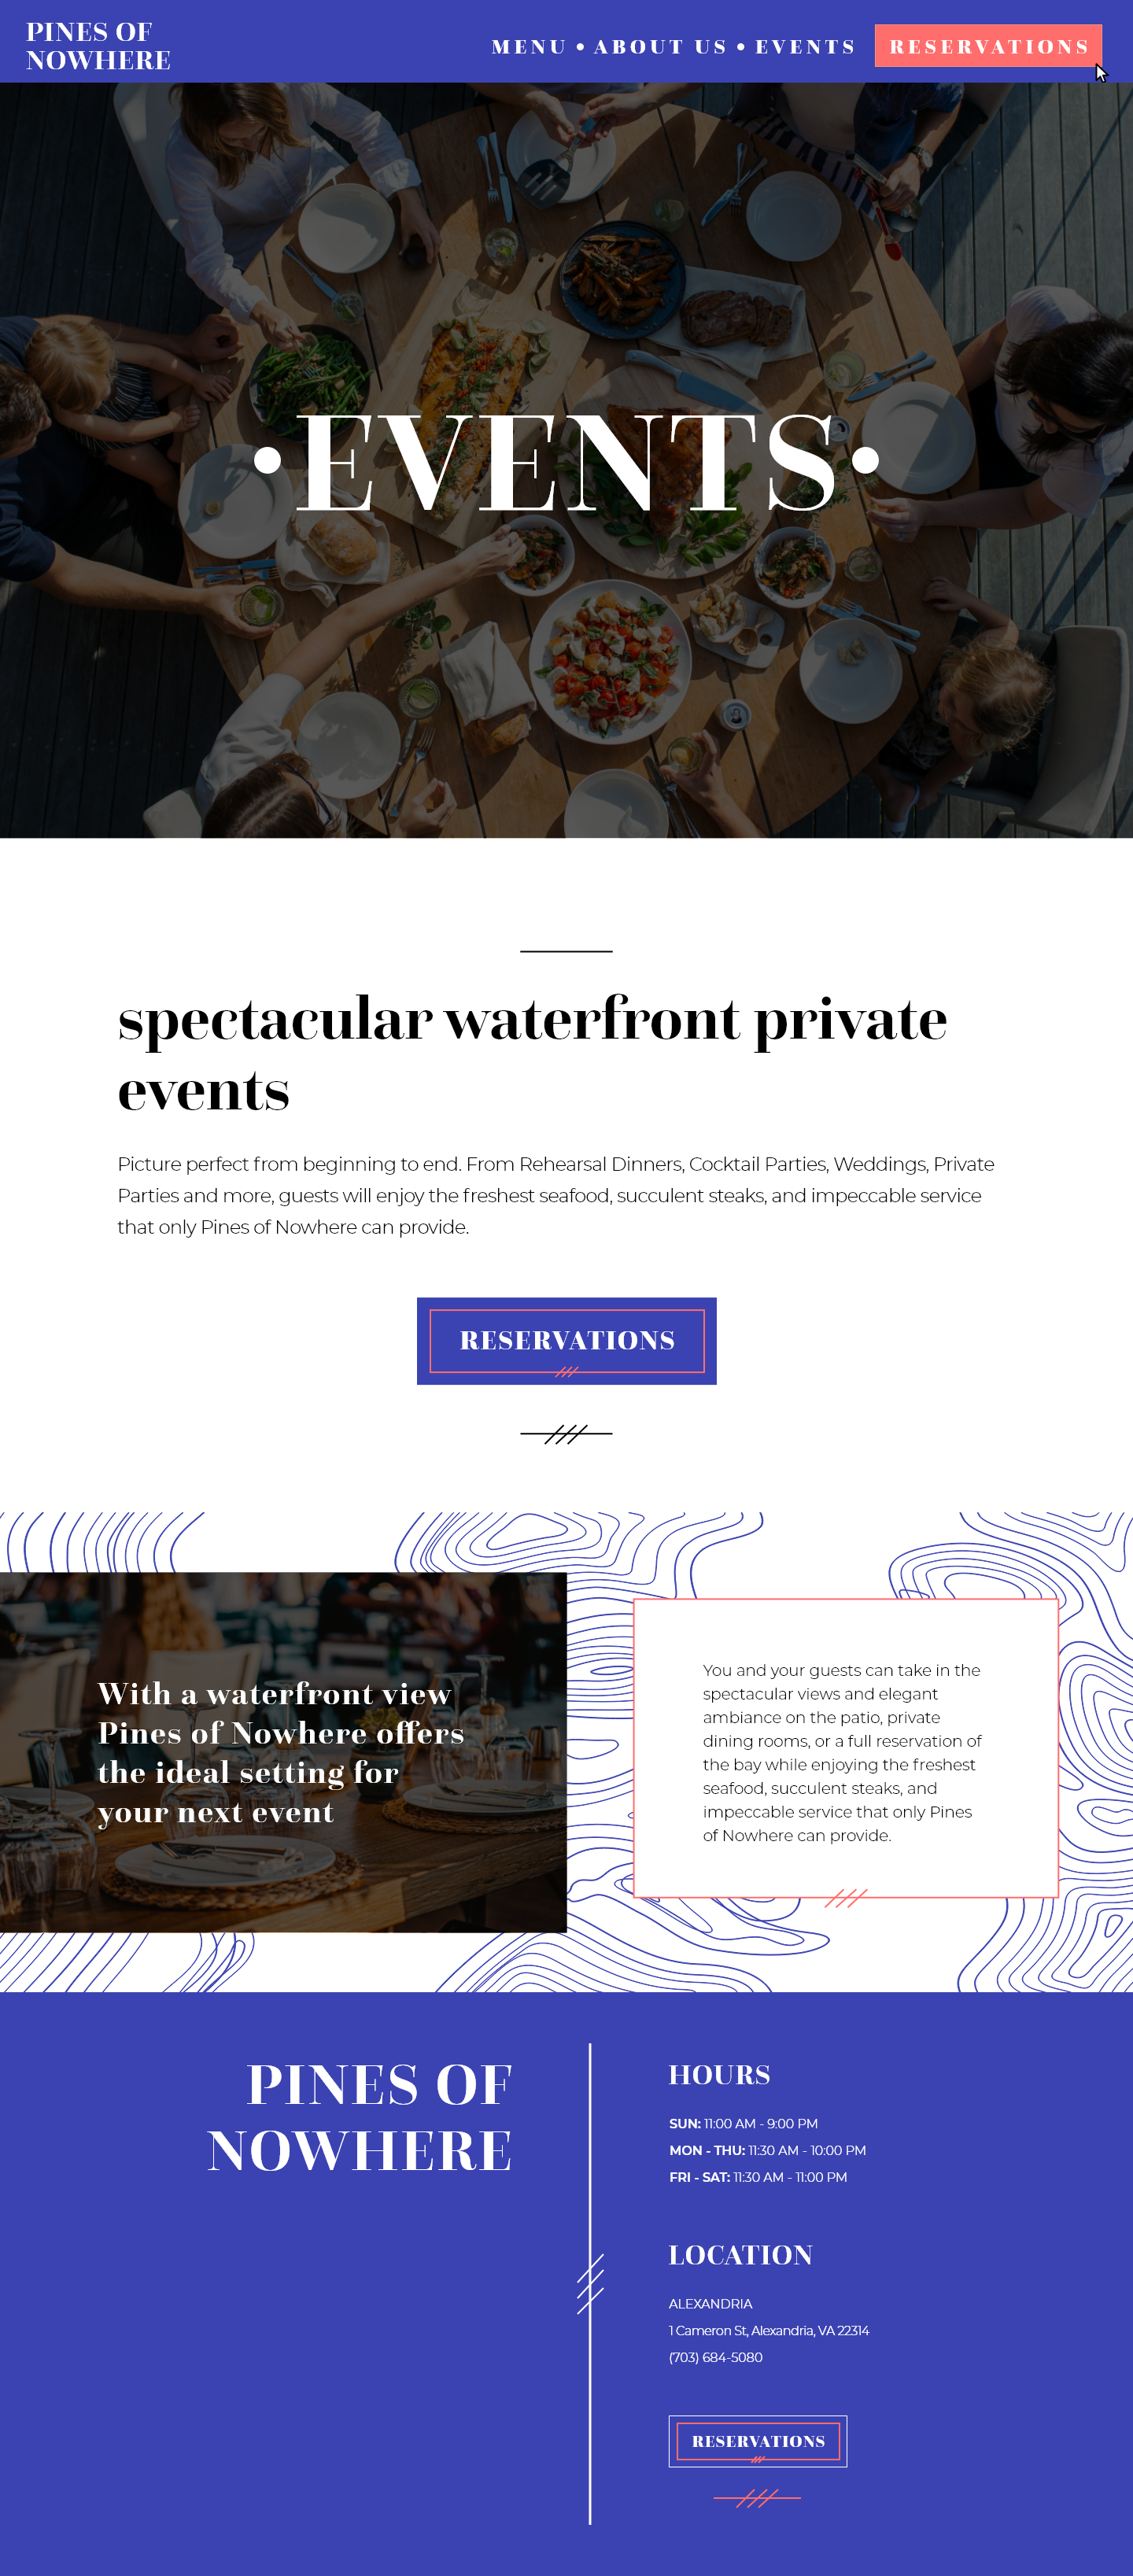 PINES OF
NOWHERE
MENU • ABOUT US • EVENTS
RESERVATIONS
•EVENTS•
spectacular waterfront private
events
Picture perfect from beginning to end. From Rehearsal Dinners, Cocktail Parties, Weddings, Private
Parties and more, guests will enjoy the freshest seafood, succulent steaks, and impeccable service
that only Pines of Nowhere can provide.
RESERVATIONS
With a waterfront view
Pines of Nowhere offers
the ideal setting for
your next event
You and your guests can take in the
spectacular views and elegant
ambiance on the patio, private
dining rooms, or a full reservation of
the bay while enjoying the freshest
seafood, succulent steaks, and
impeccable service that only Pines
of Nowhere can provide.
PINES OF
NOWHERE
HOURS
SUN: 11:00 AM - 9:00 PM
MON - THU: 11:30 AM - 10:00 PM
FRI - SAT: 11:30 AM - 11:00 PM
LOCATION
ALEXANDRIA
1 Cameron St, Alexandria, VA 22314
(703) 684-5080
RESERVATIONS